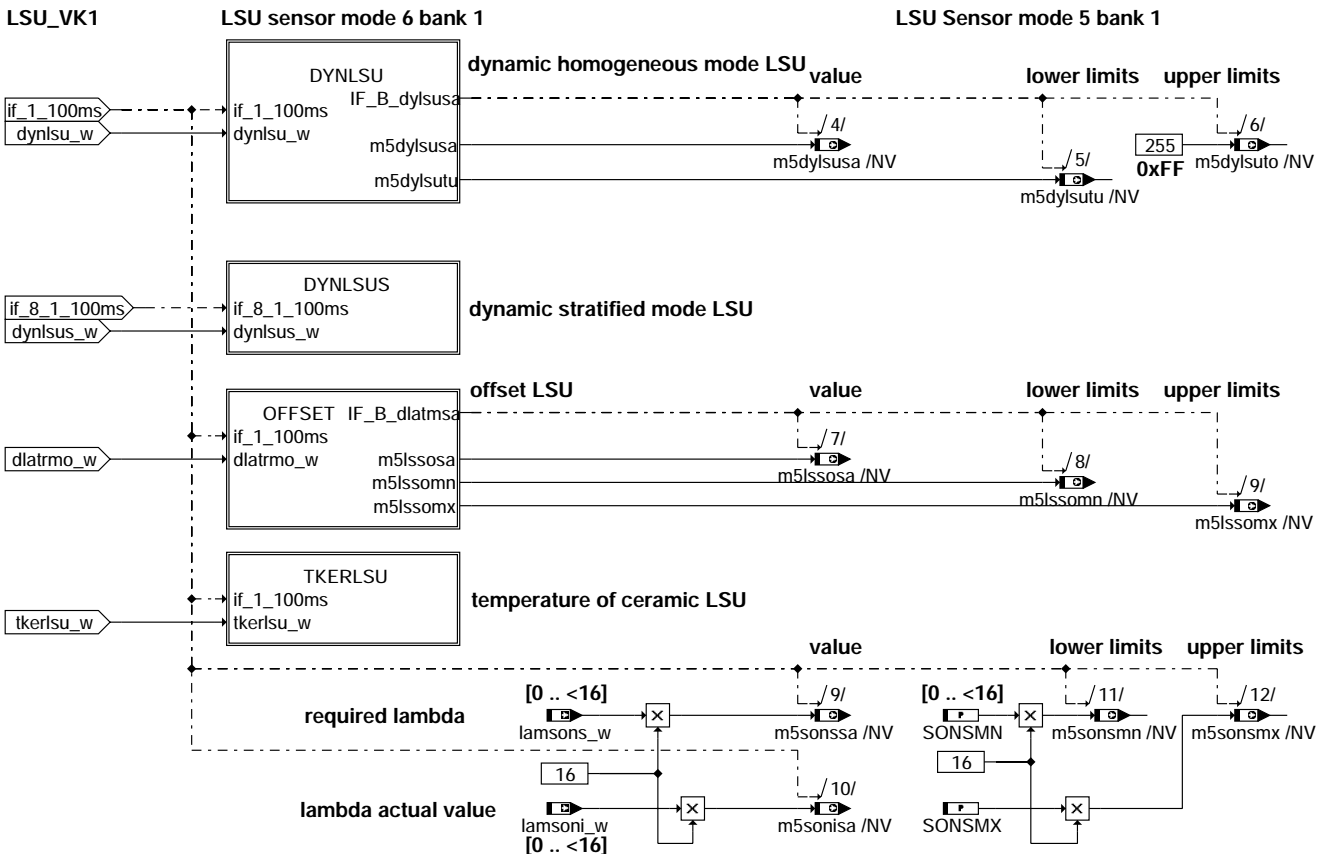 LSU_VK1 LSU sensor mode 6 bank 1 LSU Sensor mode 5 bank 1
DYNLSU
dynamic homogeneous mode LSU
value lower limits upper limits
if_1_100ms if_1_100ms IF_B_dylsusa
dynlsu_w dynlsu_w
m5dylsusa
m5dylsutu
/4/
m5dylsusa /NV
/5/
m5dylsutu /NV
255
0xFF
/6/
m5dylsuto /NV
DYNLSUS
if_8_1_100ms if_8_1_100ms
dynlsus_w dynlsus_w
dynamic stratified mode LSU
offset LSU value lower limits upper limits
OFFSET IF_B_dlatmsa
if_1_100ms
dlatrmo_w dlatrmo_w m5lssosa
m5lssomn
m5lssomx
/7/
m5lssosa /NV
/8/
m5lssomn /NV
/9/
m5lssomx /NV
TKERLSU
if_1_100ms
tkerlsu_w tkerlsu_w
temperature of ceramic LSU
value lower limits upper limits
[0 .. <16] /9/ [0 .. <16] /11/ /12/
required lambda
lamsons_w m5sonssa /NV SONSMN m5sonsmn /NV m5sonsmx /NV
16 16
/10/
lambda actual value
lamsoni_w m5sonisa /NV SONSMX
[0 .. <16]